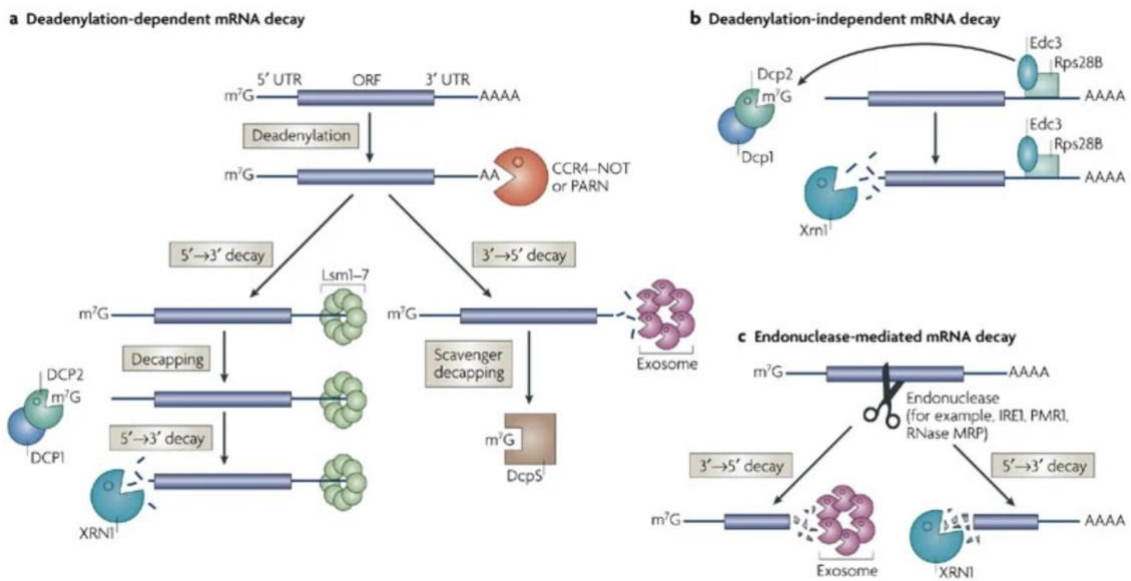 a Deadenylation-dependent mRNA decay
5′ UTR ORF 3′ UTR
m⁷G AAAA
Deadenylation
m⁷G AA
CCR4–NOT
or PARN
5′→3′ decay
3′→5′ decay
Lsm1–7
m⁷G
m⁷G
Exosome
Decapping
Scavenger
decapping
DCP2
m⁷G
DCP1
5′→3′ decay
m⁷G
DcpS
XRN1
b Deadenylation-independent mRNA decay
Edc3
Rps28B
Dcp2
m⁷G
AAAA
Dcp1
Edc3
Rps28B
AAAA
Xrn1
c Endonuclease-mediated mRNA decay
m⁷G AAAA
Endonuclease
(for example, IRE1, PMR1,
RNase MRP)
3′→5′ decay
5′→3′ decay
m⁷G
AAAA
Exosome
XRN1